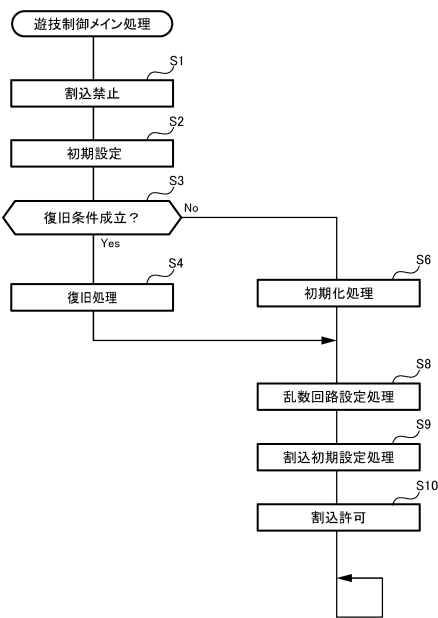 遊技制御メイン処理
S1
割込禁止
S2
初期設定
S3
復旧条件成立？
No
Yes
S4
復旧処理
S6
初期化処理
S8
乱数回路設定処理
S9
割込初期設定処理
S10
割込許可